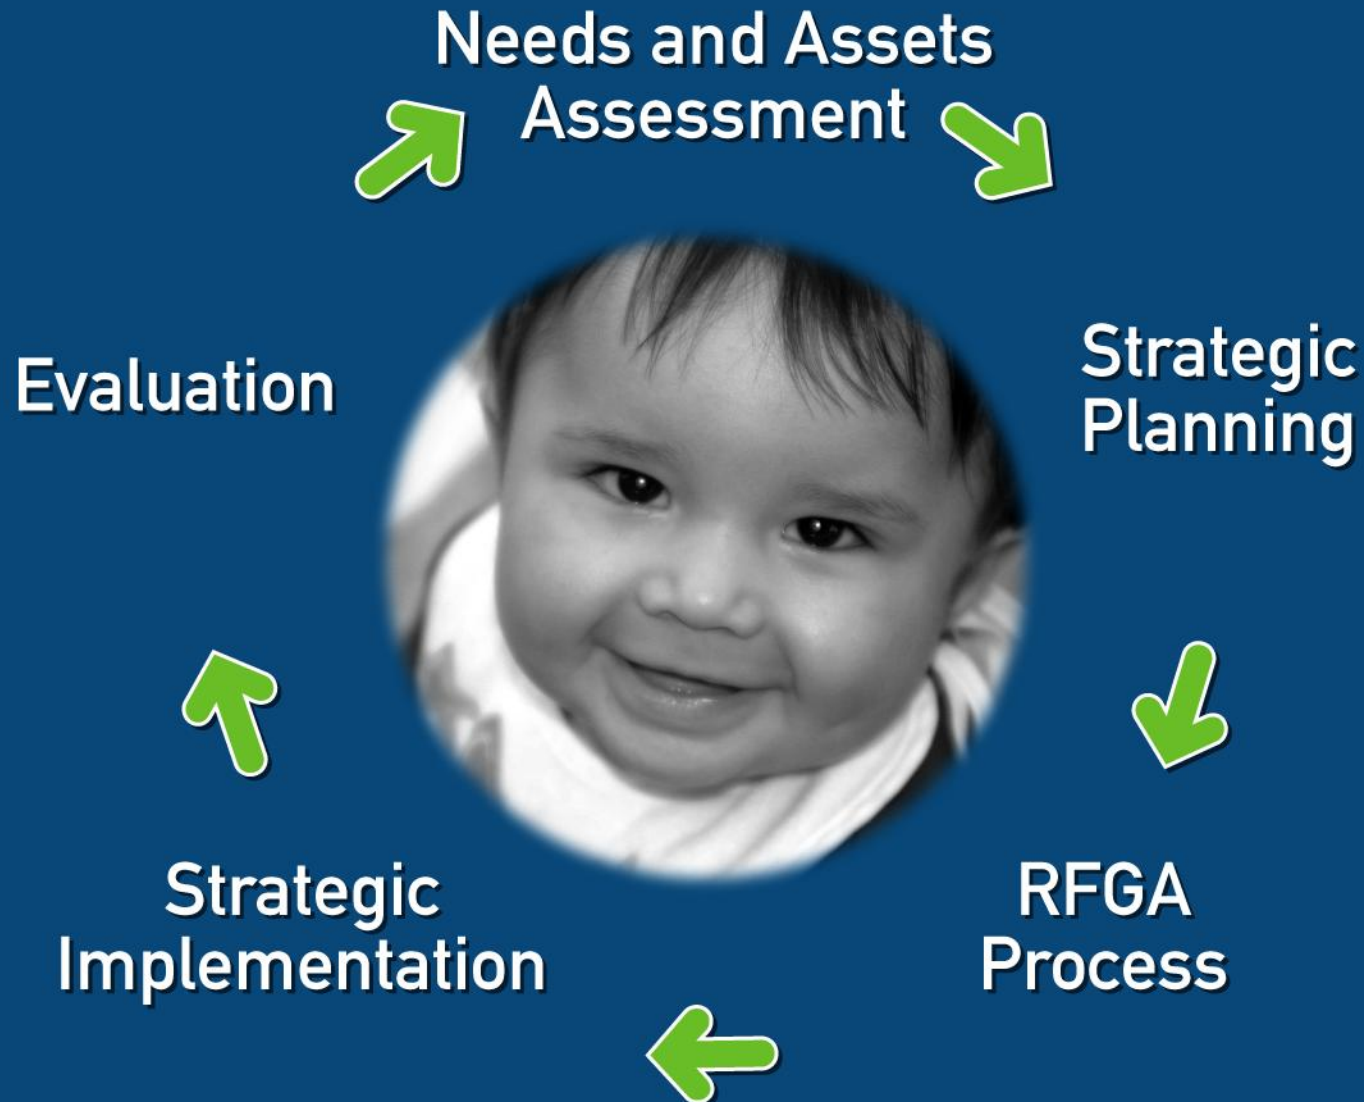 Needs and Assets
Assessment
Strategic
Planning
RFGA
Process
Strategic
Implementation
Evaluation